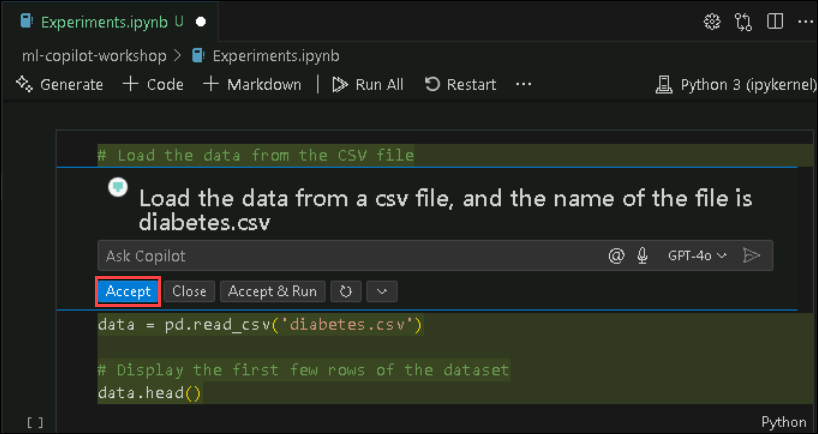 Experiments.ipynb U
ml-copilot-workshop > Experiments.ipynb
Generate + Code + Markdown Run All Restart ... Python 3 (ipykernel)
# Load the data from the CSV file
Load the data from a csv file, and the name of the file is
diabetes.csv
Ask Copilot @ GPT-4o
Accept Close Accept & Run
data = pd.read_csv('diabetes.csv')
# Display the first few rows of the dataset
data.head()
[ ] Python